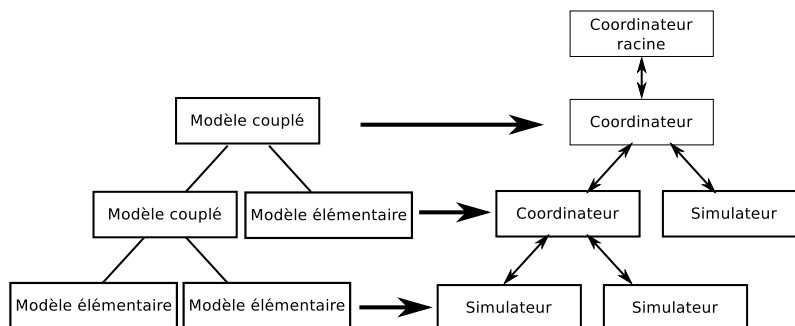 Coordinateur
racine
Modèle couplé
Coordinateur
Modèle couplé
Modèle élémentaire
Coordinateur
Simulateur
Modèle élémentaire
Modèle élémentaire
Simulateur
Simulateur